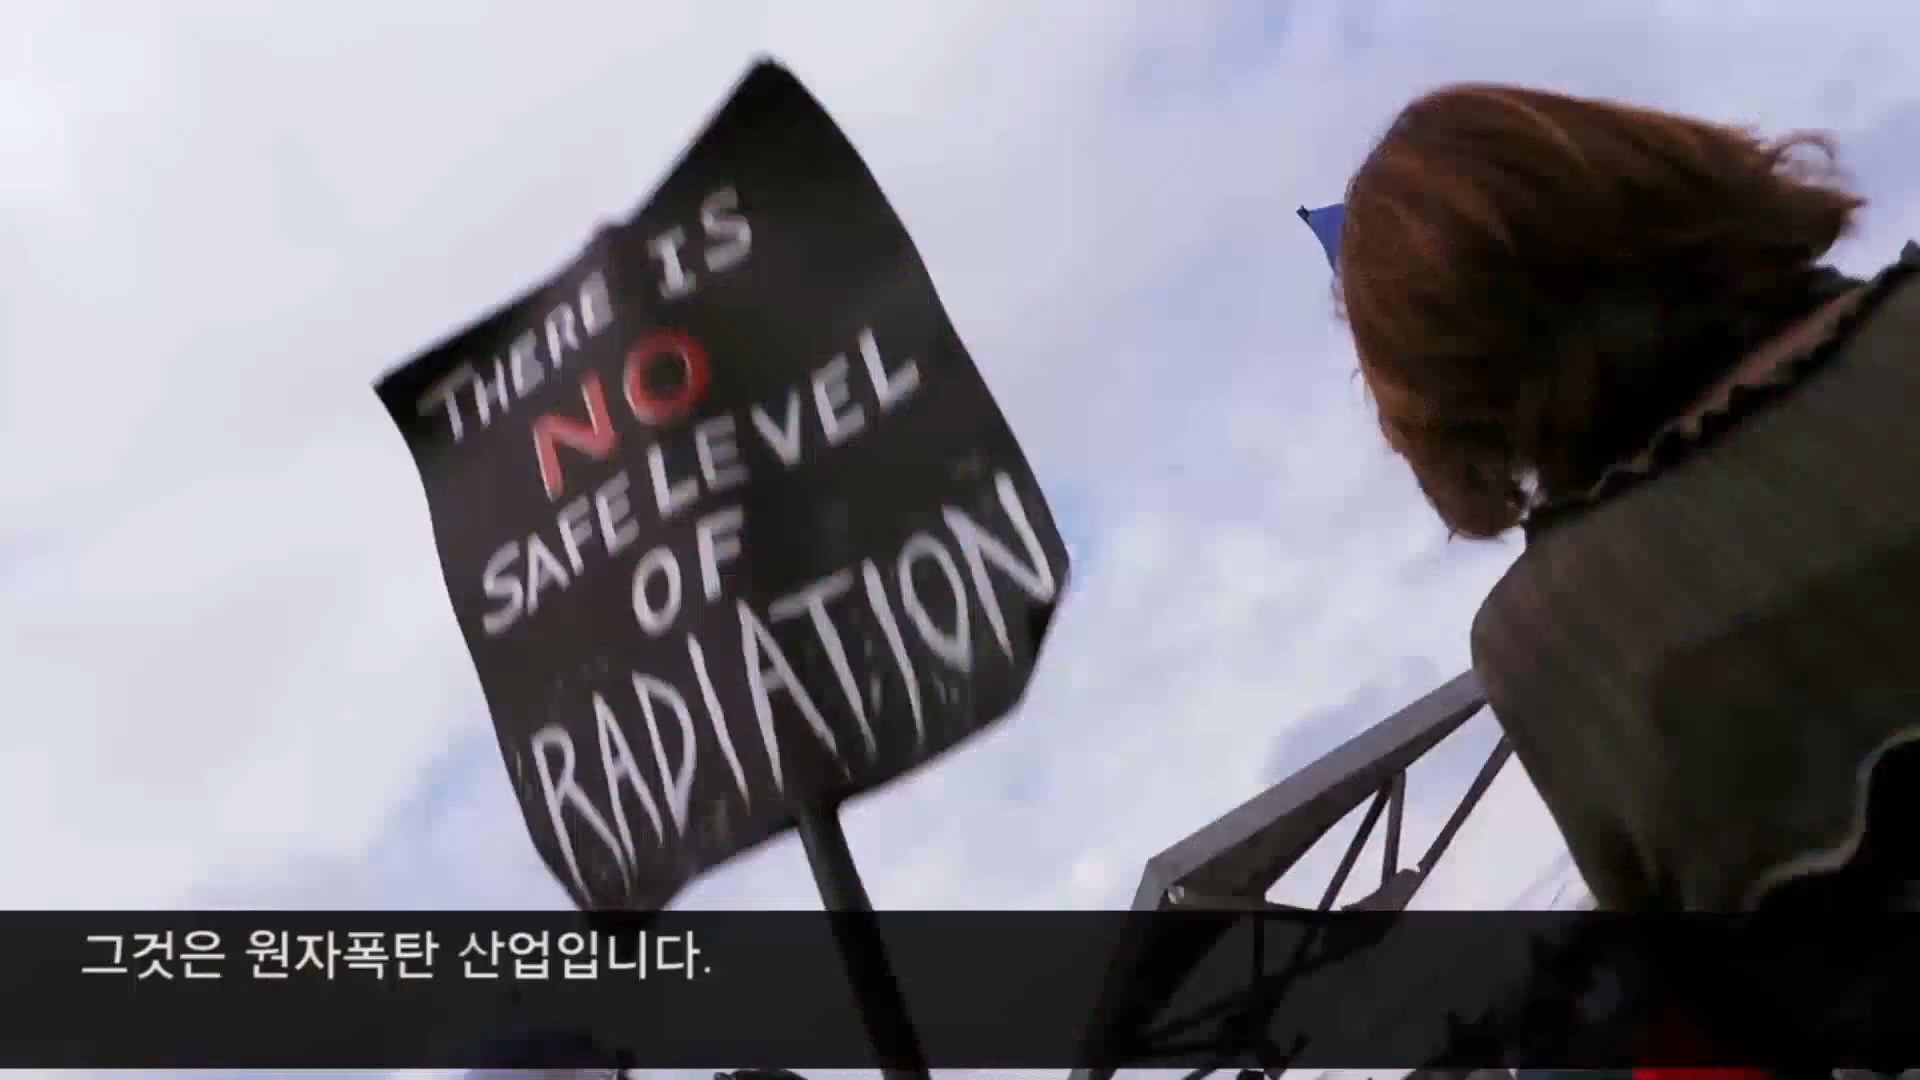 THERE IS
NO
SAFE LEVEL
OF
RADIATION
그것은 원자폭탄 산업입니다.